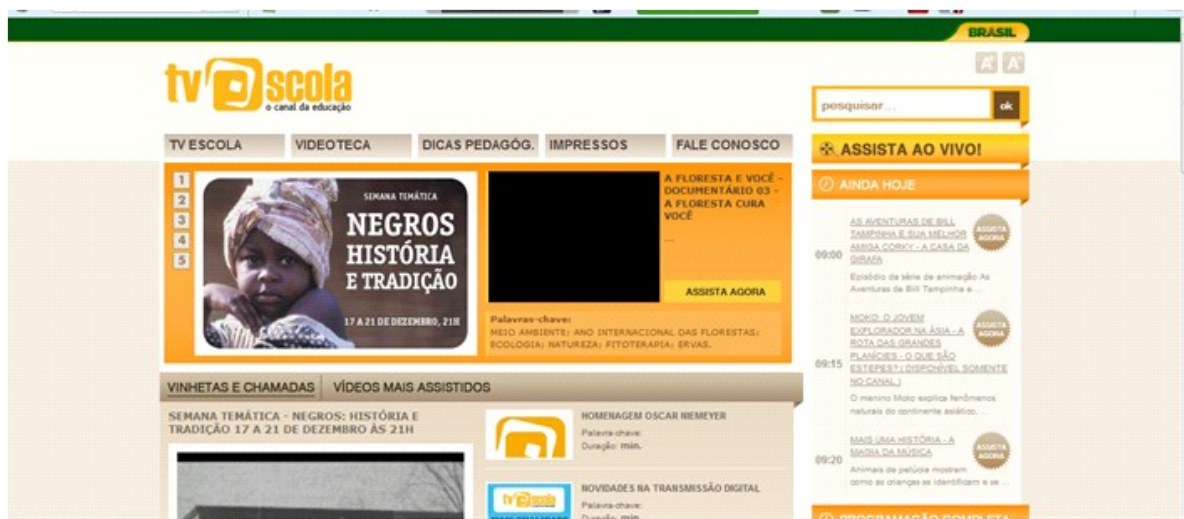 BRASIL
A+ A-
tv escola
o canal da educação
pesquisar...
ok
TV ESCOLA
VIDEOTECA
DICAS PEDAGÓG.
IMPRESSOS
FALE CONOSCO
ASSISTA AO VIVO!
1
2
3
4
5
SEMANA TEMÁTICA
NEGROS
HISTÓRIA
E TRADIÇÃO
17 A 21 DE DEZEMBRO, 21H
A FLORESTA E VOCÊ -
DOCUMENTÁRIO 03 -
A FLORESTA CURA
VOCÊ
...
ASSISTA AGORA
Palavras-chave:
MEIO AMBIENTE; ANO INTERNACIONAL DAS FLORESTAS;
ECOLOGIA; NATUREZA; FITOTERAPIA; ERVAS.
AINDA HOJE
09:00
AS AVENTURAS DE BILL
TAMPINHA E SUA MELHOR
AMIGA CORKY - A CASA DA
GIRAFA
ASSISTA
AGORA
Episódio da série de animação As
Aventuras de Bill Tampinha e ...
09:15
MOKO: O JOVEM
EXPLORADOR NA ÁSIA - A
ROTA DAS GRANDES
PLANÍCIES - O QUE SÃO
ESTEPES? ( DISPONÍVEL SOMENTE
NO CANAL )
ASSISTA
AGORA
O menino Moko explica fenômenos
naturais do continente asiático, ...
09:20
MAIS UMA HISTÓRIA - A
MAGIA DA MÚSICA
ASSISTA
AGORA
Animais de pelúcia mostram
como as crianças se identificam e se ...
PROGRAMAÇÃO COMPLETA
VINHETAS E CHAMADAS
VÍDEOS MAIS ASSISTIDOS
SEMANA TEMÁTICA - NEGROS: HISTÓRIA E
TRADIÇÃO 17 A 21 DE DEZEMBRO ÀS 21H
HOMENAGEM OSCAR NIEMEYER
Palavra-chave:
Duração: min.
tv escola
NOVIDADES NA TRANSMISSÃO DIGITAL
Palavra-chave:
Duração: min.